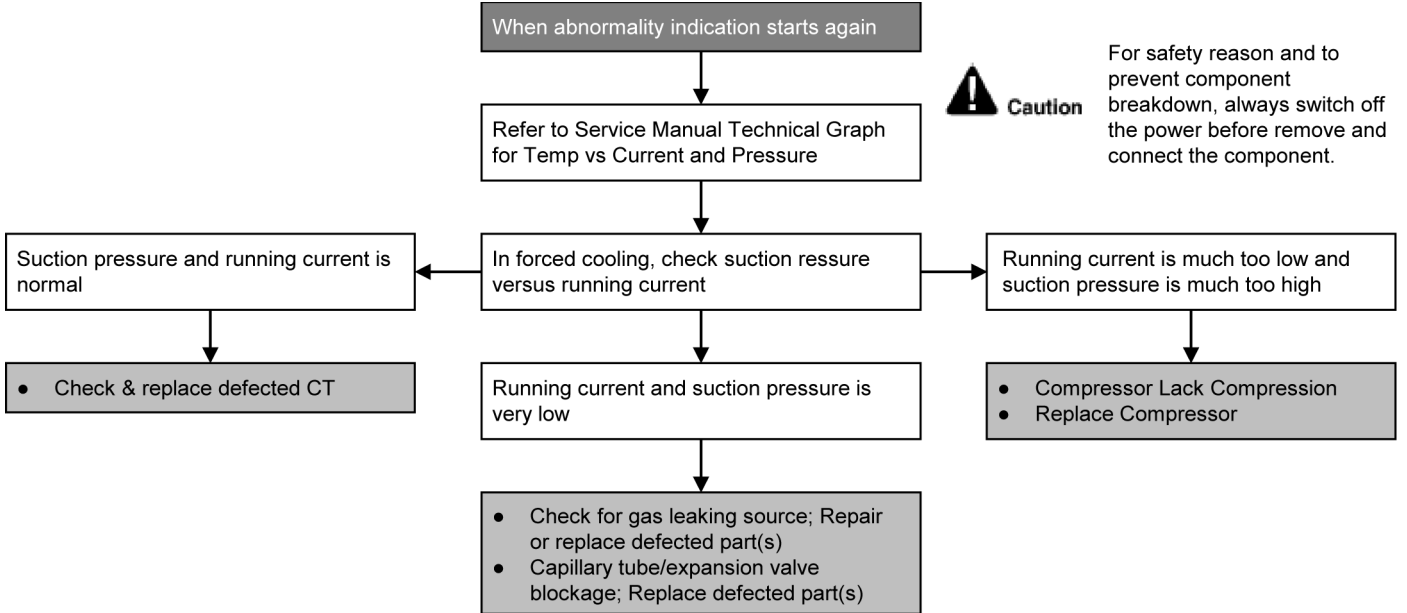 When abnormality indication starts again
For safety reason and to
prevent component
breakdown, always switch off
the power before remove and
connect the component.
Caution
Refer to Service Manual Technical Graph
for Temp vs Current and Pressure
Suction pressure and running current is
normal
In forced cooling, check suction ressure
versus running current
Running current is much too low and
suction pressure is much too high
● Check & replace defected CT
Running current and suction pressure is
very low
● Compressor Lack Compression
● Replace Compressor
● Check for gas leaking source; Repair
or replace defected part(s)
● Capillary tube/expansion valve
blockage; Replace defected part(s)